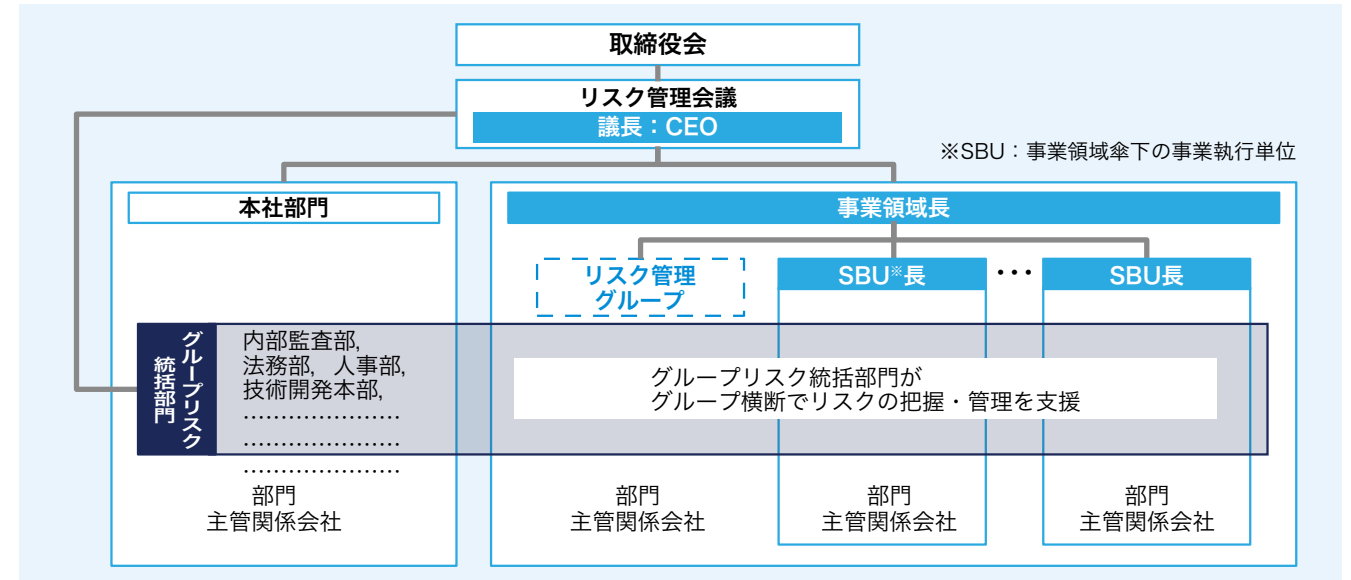 取締役会
リスク管理会議
議長：CEO
※SBU：事業領域傘下の事業執行単位
本社部門
事業領域長
リスク管理
グループ
SBU※長
･･･
SBU長
グループリスク
統括部門
内部監査部，
法務部，人事部，
技術開発本部，
…………………
…………………
…………………
グループリスク統括部門が
グループ横断でリスクの把握・管理を支援
部門
主管関係会社
部門
主管関係会社
部門
主管関係会社
部門
主管関係会社